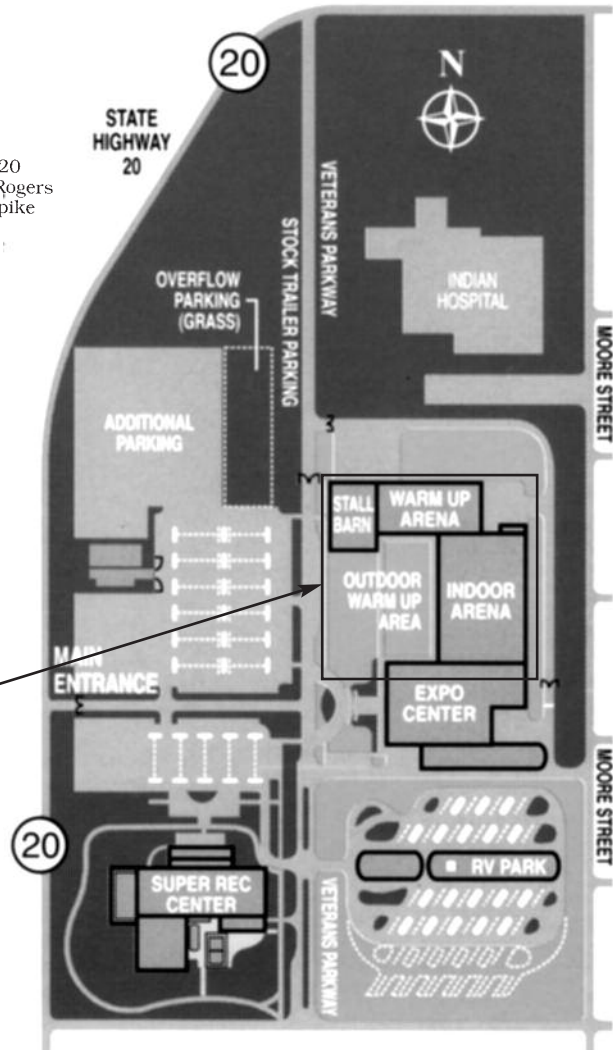 20
N
STATE
HIGHWAY
20
20
Rogers
pike
VETERANS PARKWAY
STOCK TRAILER PARKING
OVERFLOW
PARKING
(GRASS)
INDIAN
HOSPITAL
MOORE STREET
ADDITIONAL
PARKING
STALL
BARN
WARM UP
ARENA
OUTDOOR
WARM UP
AREA
INDOOR
ARENA
MAIN
ENTRANCE
EXPO
CENTER
MOORE STREET
20
SUPER REC
CENTER
VETERANS PARKWAY
RV PARK